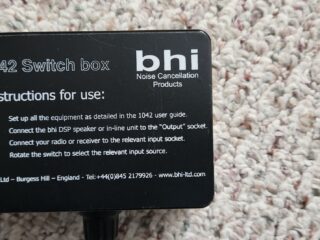 42 Switch box
bhi
Noise Cancellation
Products
structions for use:
Set up all the equipment as detailed in the 1042 user guide.
Connect the bhi DSP speaker or in-line unit to the "Output" socket.
Connect your radio or receiver to the relevant input socket.
Rotate the switch to select the relevant input source.
Ltd – Burgess Hill – England - Tel:+44(0)845 2179926 - www.bhi-ltd.com